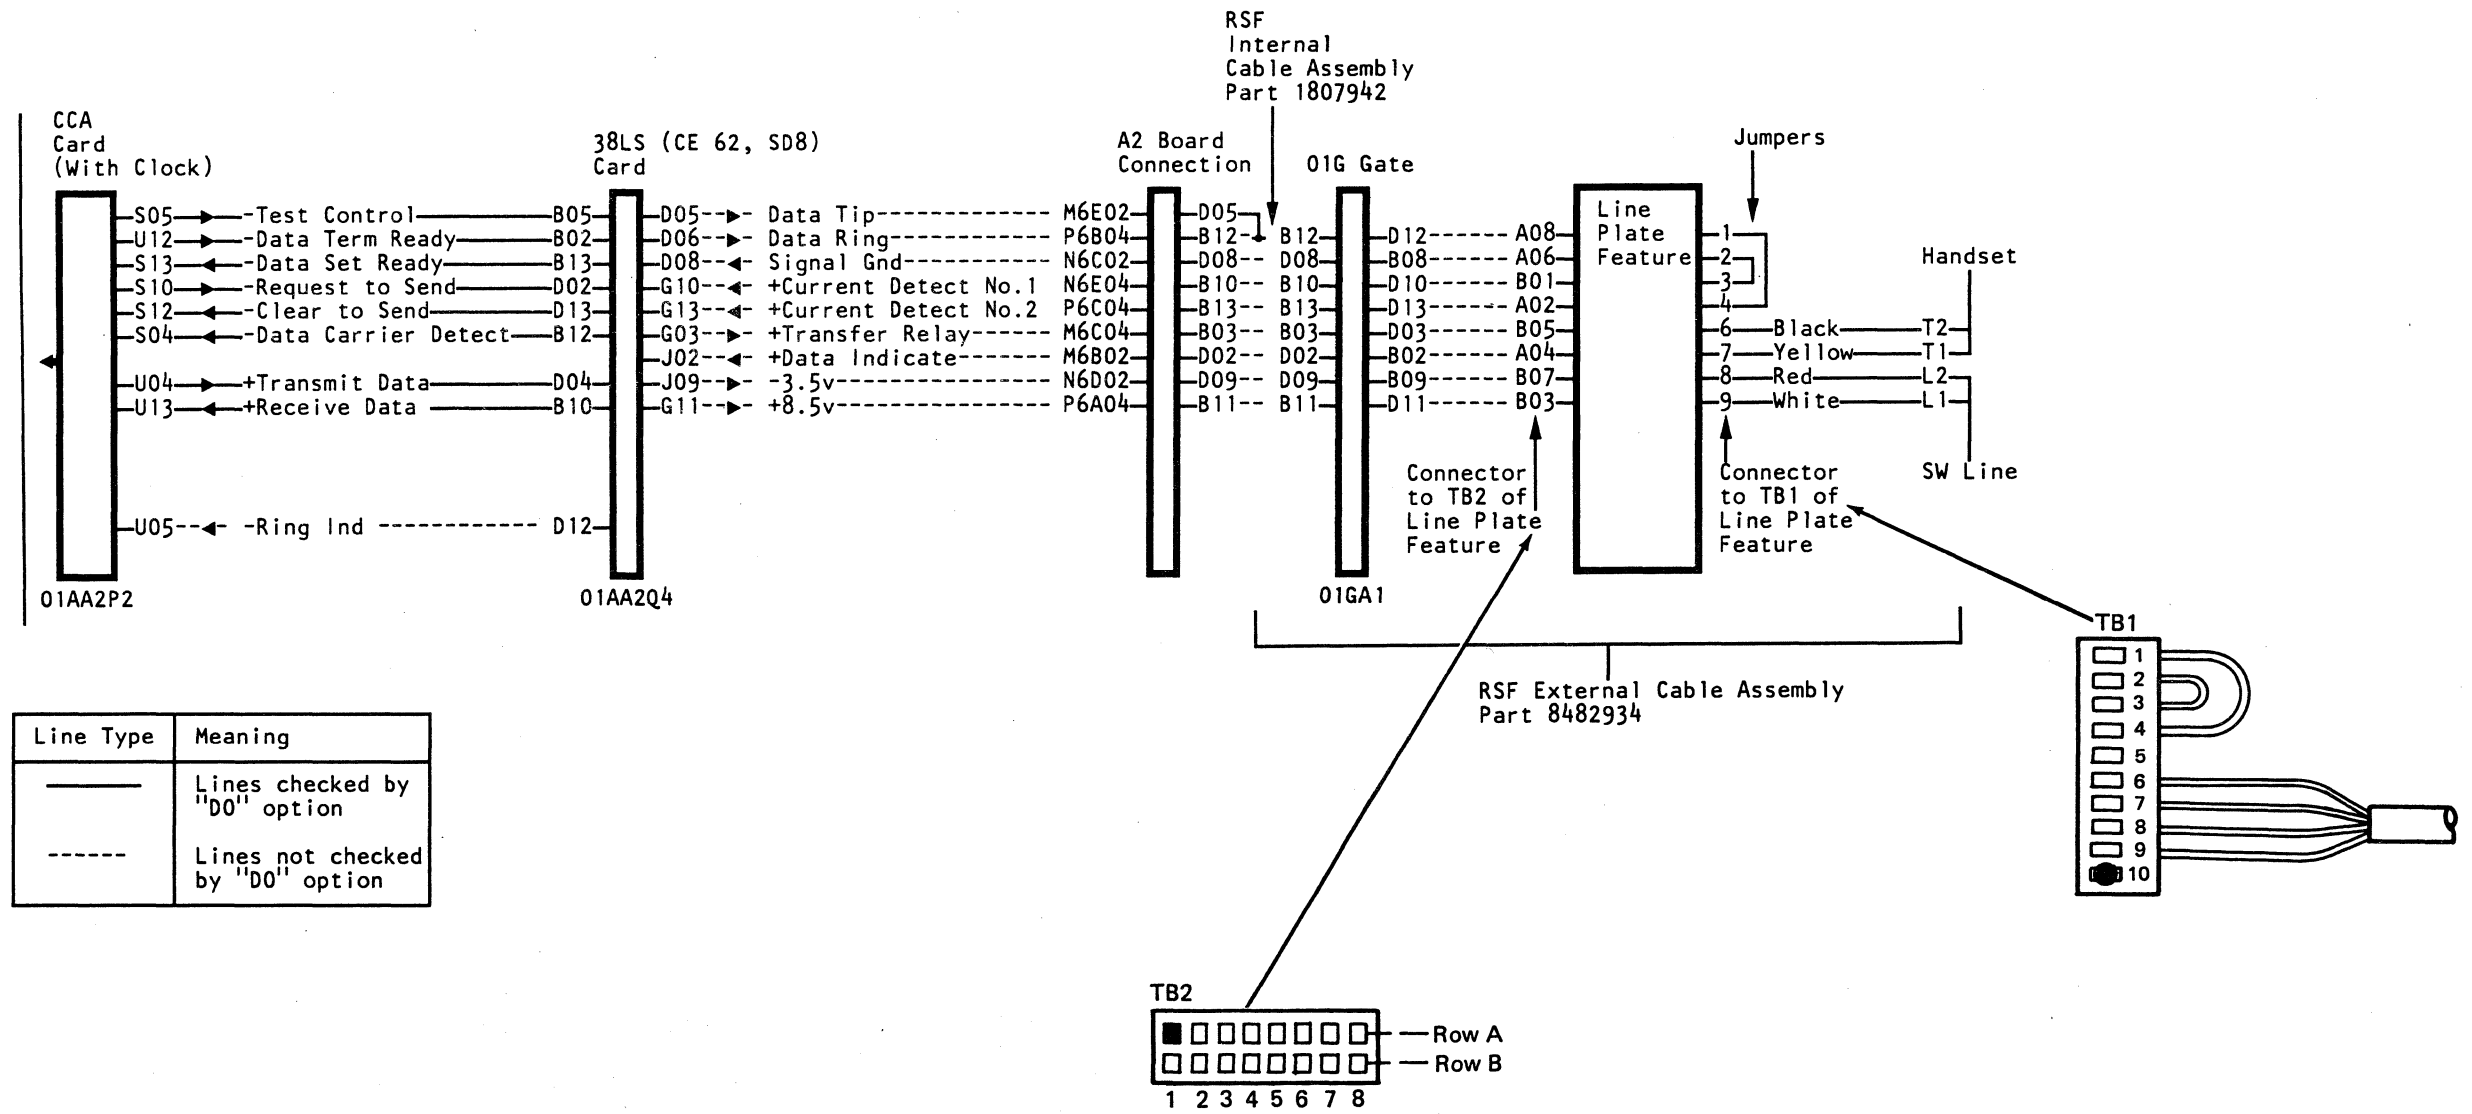 RSF
Internal
Cable Assembly
Part 1807942
CCA
Card
(With Clock)
38LS (CE 62, SD8)
Card
A2 Board
Connection
01G Gate
Jumpers
S05 -Test Control B05 D05 Data Tip M6E02 D05
U12 -Data Term Ready B02 D06 Data Ring P6B04 B12 B12 D12 A08 1
S13 -Data Set Ready B13 D08 Signal Gnd N6C02 D08 D08 B08 A06 2
S10 -Request to Send D02 G10 +Current Detect No.1 N6E04 B10 B10 D10 B01 3
S12 -Clear to Send D13 G13 +Current Detect No.2 P6C04 B13 B13 D13 A02 4
S04 -Data Carrier Detect B12 G03 +Transfer Relay M6C04 B03 B03 D03 B05 6 Black T2
J02 +Data Indicate M6B02 D02 D02 B02 A04 7 Yellow T1
U04 +Transmit Data D04 J09 -3.5v N6D02 D09 D09 B09 B07 8 Red L2
U13 +Receive Data B10 G11 +8.5v P6A04 B11 B11 D11 B03 9 White L1
U05 -Ring Ind D12
Line
Plate
Feature
Handset
SW Line
Connector
to TB2 of
Line Plate
Feature
Connector
to TB1 of
Line Plate
Feature
01AA2P2
01AA2Q4
01GA1
RSF External Cable Assembly
Part 8482934
TB1
1
2
3
4
5
6
7
8
9
10
Line Type Meaning
Lines checked by
"DO" option
Lines not checked
by "DO" option
TB2
Row A
Row B
1 2 3 4 5 6 7 8